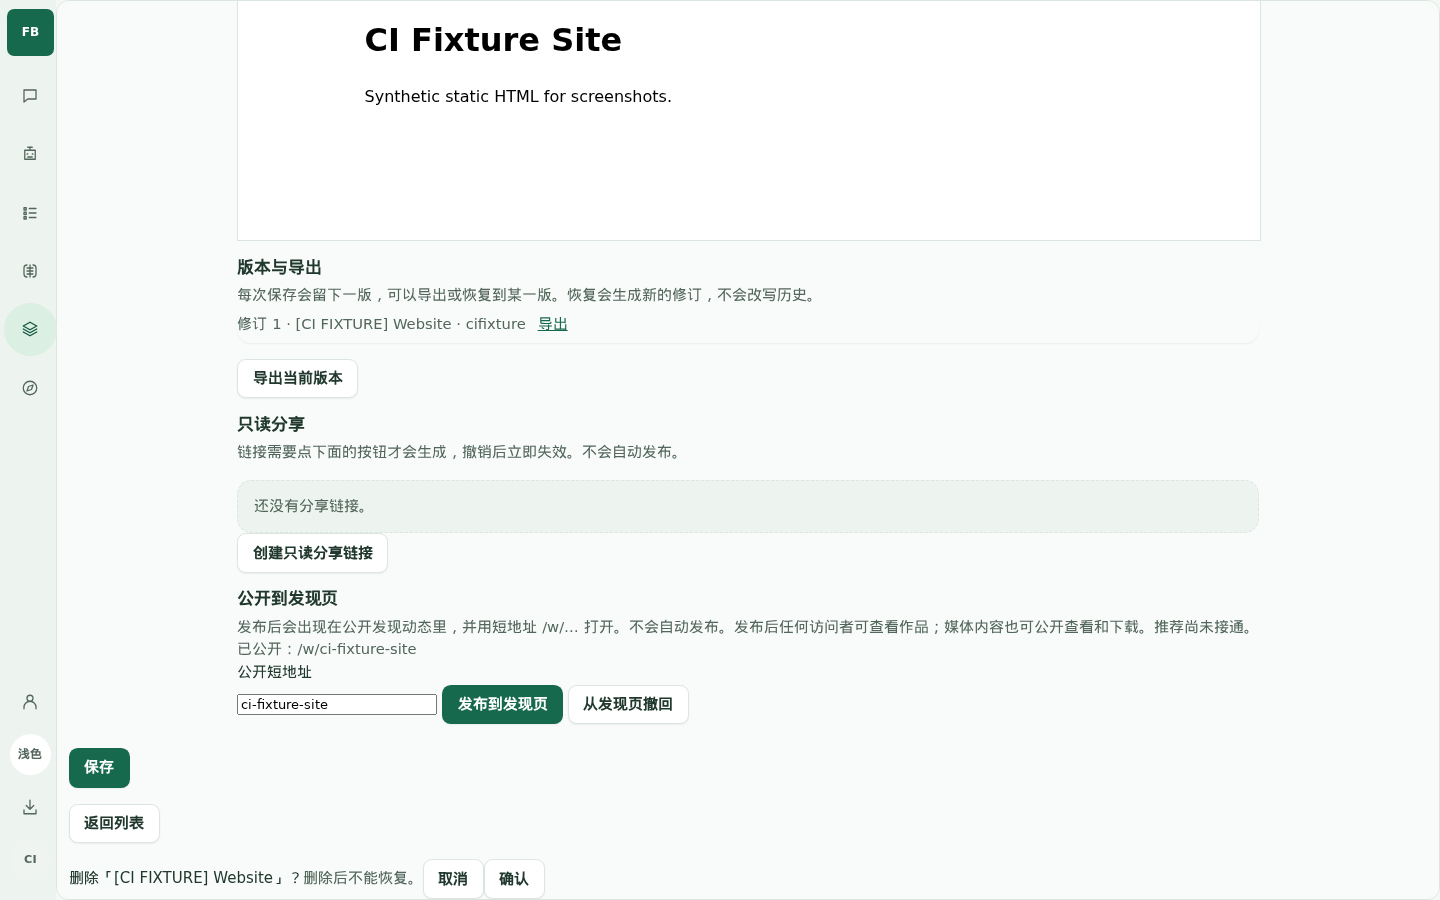 FB
CI Fixture Site
Synthetic static HTML for screenshots.
版本与导出
每次保存会留下一版，可以导出或恢复到某一版。恢复会生成新的修订，不会改写历史。
修订 1 · [CI FIXTURE] Website · cifixture 导出
导出当前版本
只读分享
链接需要点下面的按钮才会生成，撤销后立即失效。不会自动发布。
还没有分享链接。
创建只读分享链接
公开到发现页
发布后会出现在公开发现动态里，并用短地址 /w/… 打开。不会自动发布。发布后任何访问者可查看作品；媒体内容也可公开查看和下载。推荐尚未接通。
已公开：/w/ci-fixture-site
公开短地址
ci-fixture-site 发布到发现页 从发现页撤回
浅色
保存
返回列表
CI
删除「[CI FIXTURE] Website」？删除后不能恢复。 取消 确认